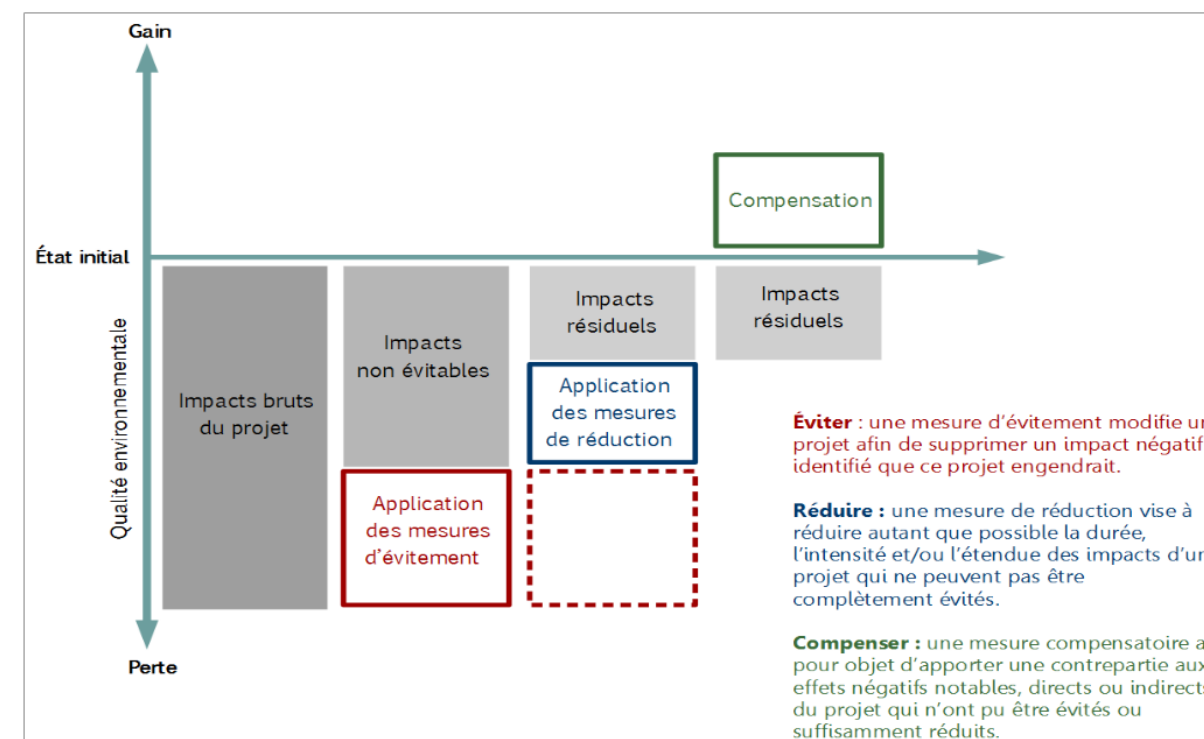 Gain
État initial
Qualité environnementale
Perte
Impacts bruts
du projet
Impacts
non évitables
Application
des mesures
d’évitement
Impacts
résiduels
Application
des mesures
de réduction
Compensation
Impacts
résiduels
Éviter : une mesure d’évitement modifie
projet afin de supprimer un impact négatif
identifié que ce projet engendrait.
Réduire : une mesure de réduction vise à
réduire autant que possible la durée,
l’intensité et/ou l’étendue des impacts
projet qui ne peuvent pas être
complètement évités.
Compenser : une mesure compensatoire a
pour objet d’apporter une contrepartie aux
effets négatifs notables, directs ou indirects
du projet qui n’ont pu être évités ou
suffisamment réduits.